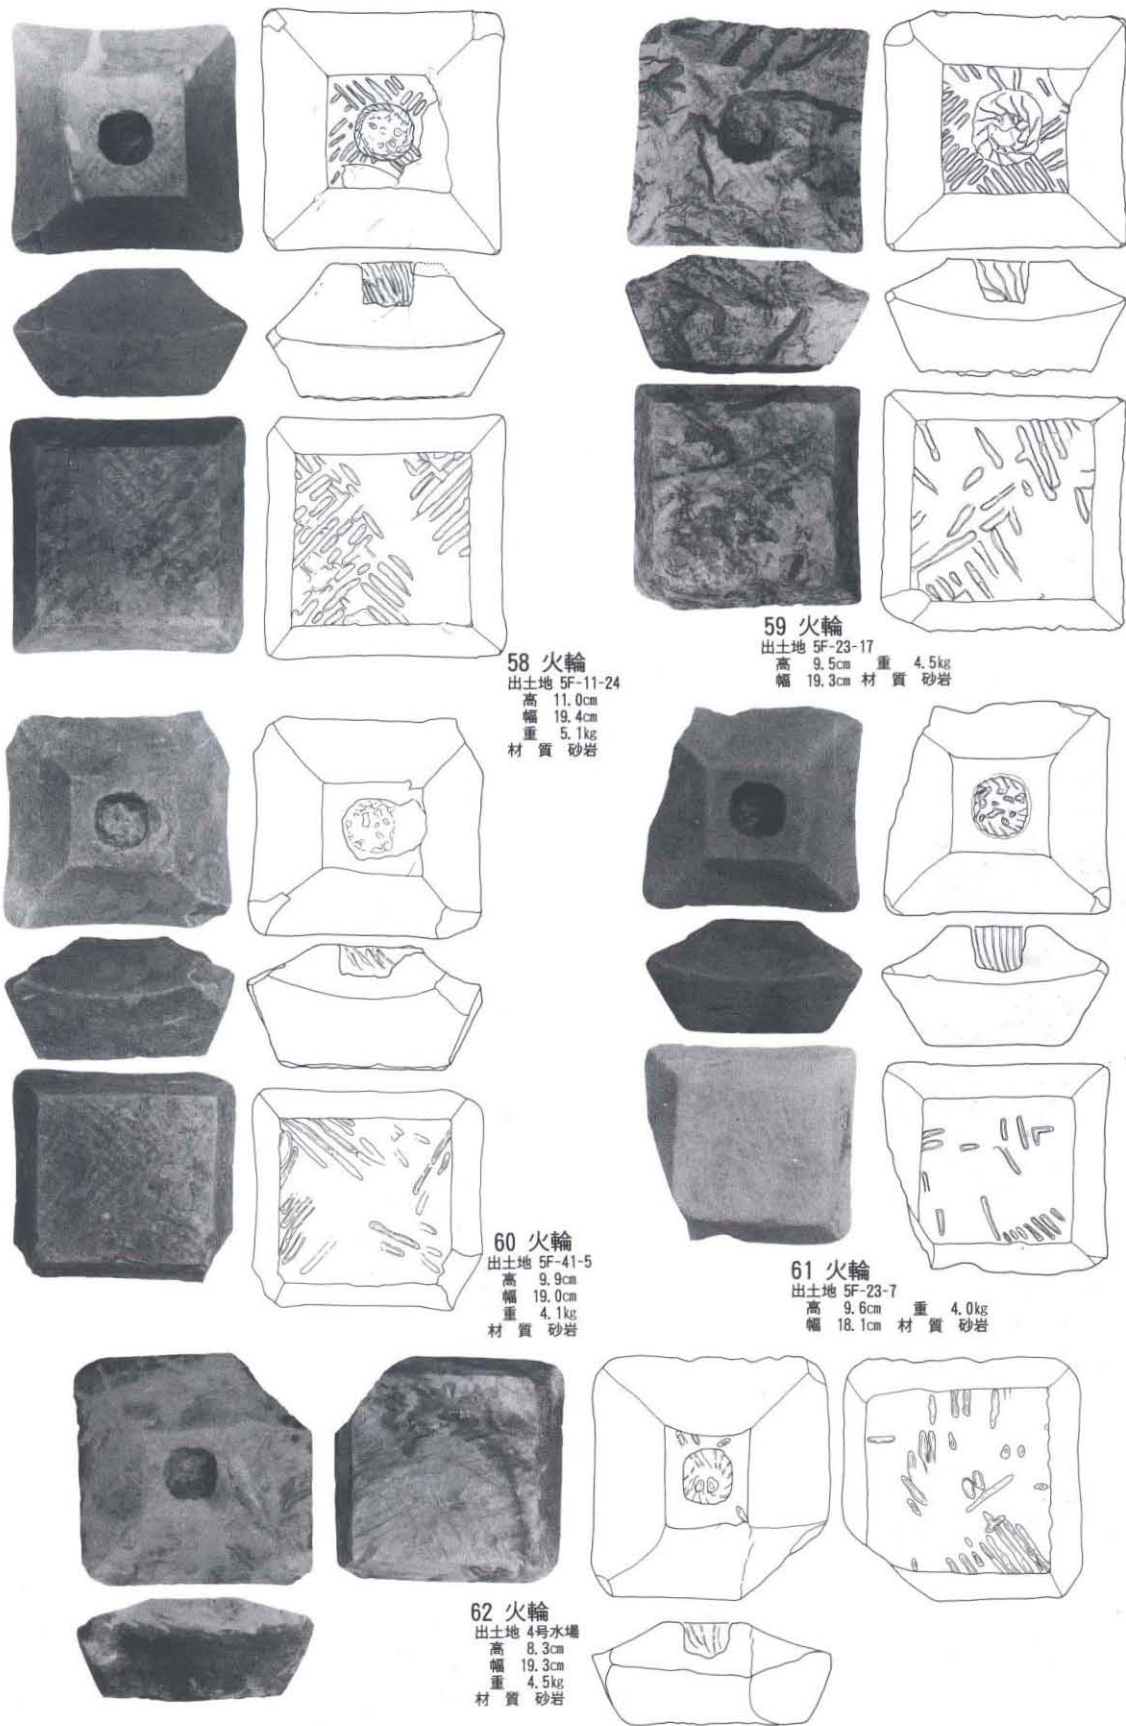 58 火輪
出土地 5F-11-24
高 11.0cm
幅 19.4cm
重 5.1kg
材 質 砂岩
59 火輪
出土地 5F-23-17
高 9.5cm 重 4.5kg
幅 19.3cm 材 質 砂岩
60 火輪
出土地 5F-41-5
高 9.9cm
幅 19.0cm
重 4.1kg
材 質 砂岩
61 火輪
出土地 5F-23-7
高 9.6cm 重 4.0kg
幅 18.1cm 材 質 砂岩
62 火輪
出土地 4号水場
高 8.3cm
幅 19.3cm
重 4.5kg
材 質 砂岩